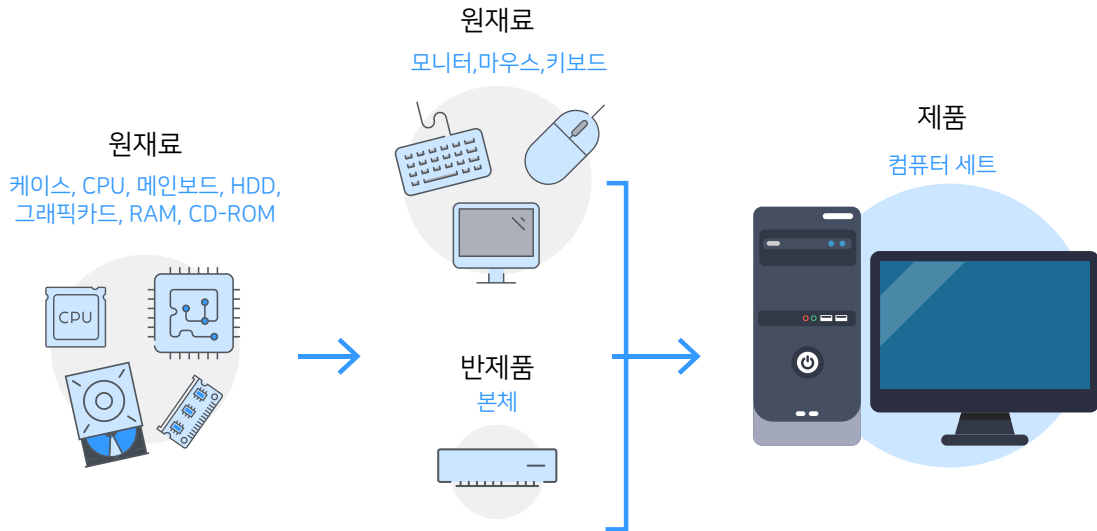 원재료
케이스, CPU, 메인보드, HDD,
그래픽카드, RAM, CD-ROM
CPU
원재료
모니터,마우스,키보드
반제품
본체
제품
컴퓨터 세트